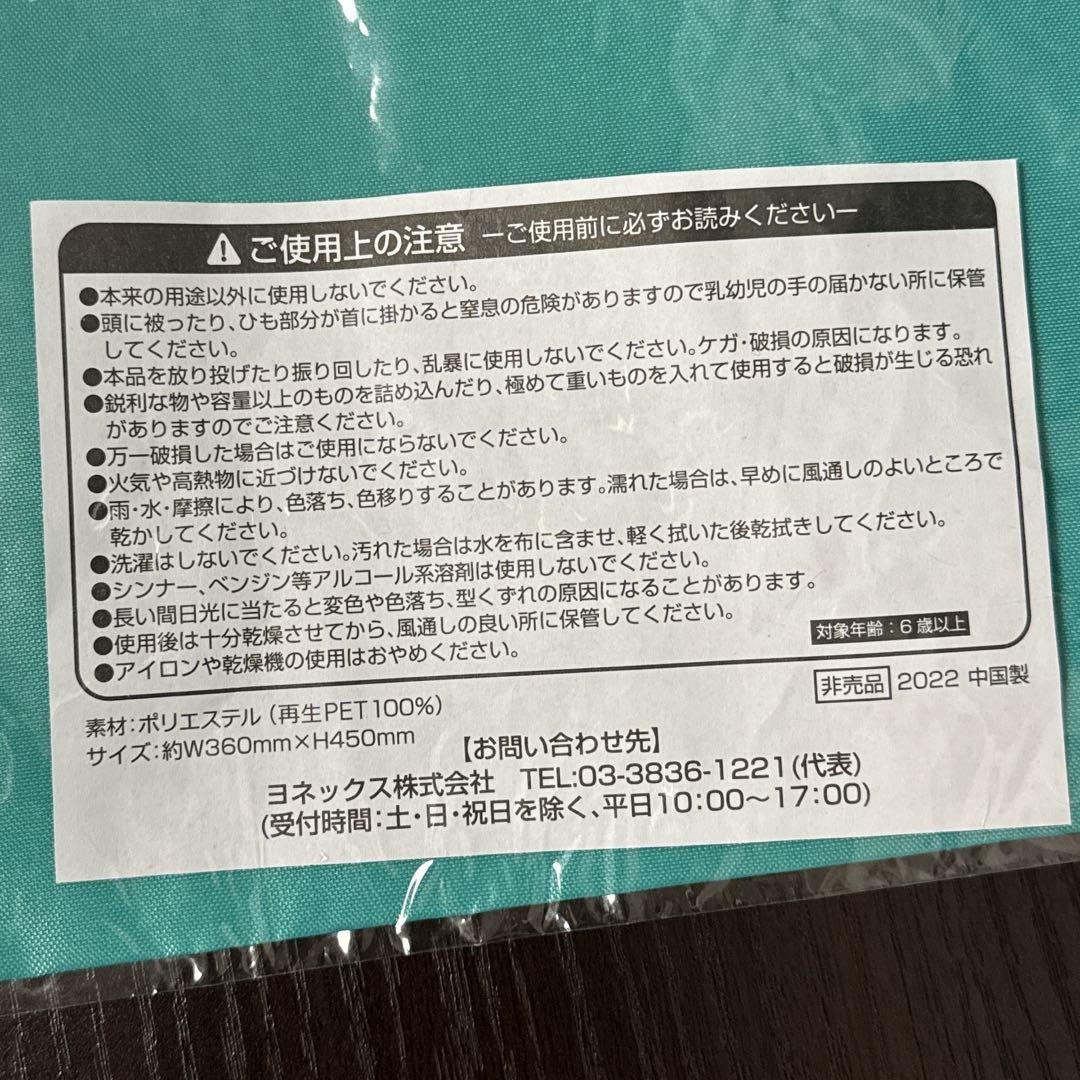 ⚠ご使用上の注意 ーご使用前に必ずお読みくださいー
●本来の用途以外に使用しないでください。
●頭に被ったり、ひも部分が首に掛かると窒息の危険がありますので乳幼児の手の届かない所に保管
してください。
●本品を放り投げたり振り回したり、乱暴に使用しないでください。ケガ・破損の原因になります。
●鋭利な物や容量以上のものを詰め込んだり、極めて重いものを入れて使用すると破損が生じる恐れ
がありますのでご注意ください。
●万一破損した場合はご使用にならないでください。
●火気や高熱物に近づけないでください。
●雨・水・摩擦により、色落ち、色移りすることがあります。濡れた場合は、早めに風通しのよいところで
乾かしてください。
●洗濯はしないでください。汚れた場合は水を布に含ませ、軽く拭いた後乾拭きしてください。
●シンナー、ベンジン等アルコール系溶剤は使用しないでください。
●長い間日光に当たると変色や色落ち、型くずれの原因になることがあります。
●使用後は十分乾燥させてから、風通しの良い所に保管してください。
●アイロンや乾燥機の使用はおやめください。
対象年齢：6歳以上
非売品 2022 中国製
素材：ポリエステル（再生PET100%）
サイズ：約W360mm×H450mm
【お問い合わせ先】
ヨネックス株式会社 TEL:03-3836-1221(代表)
(受付時間：土・日・祝日を除く、平日10:00〜17:00)